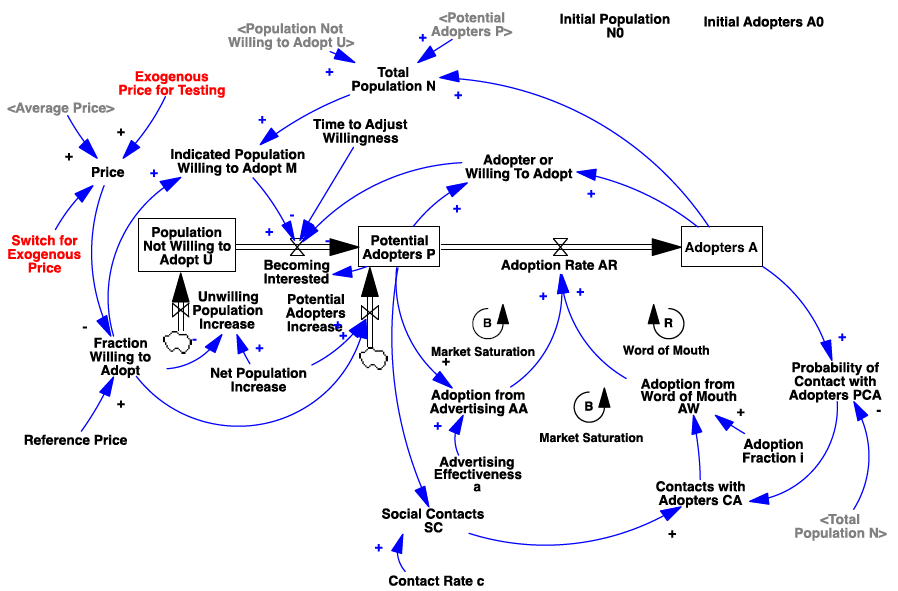 <Population Not
Willing to Adopt U>
<Potential
Adopters P>
Initial Population
N0
Initial Adopters A0
Exogenous
Price for Testing
Total
Population N
<Average Price>
Time to Adjust
Willingness
Indicated Population
Willing to Adopt M
Adopter or
Willing To Adopt
Price
Switch for
Exogenous
Price
Population
Not Willing to
Adopt U
Potential
Adopters P
Adopters A
Becoming
Interested
Adoption Rate AR
Unwilling
Population
Increase
Potential
Adopters
Increase
B
Market Saturation
R
Word of Mouth
Fraction
Willing to
Adopt
Net Population
Increase
Probability of
Contact with
Adopters PCA
Adoption from
Advertising AA
B
Market Saturation
Adoption from
Word of Mouth
AW
Reference Price
Adoption
Fraction i
Advertising
Effectiveness
a
Contacts with
Adopters CA
Social Contacts
SC
<Total
Population N>
Contact Rate c